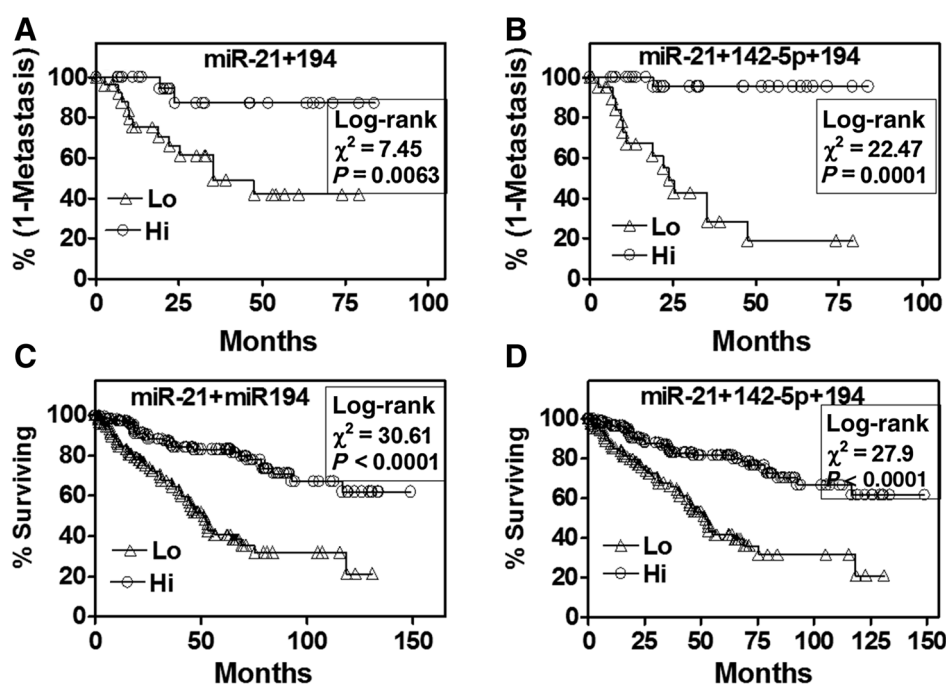 A
miR-21+194
% (1-Metastasis)
100
80
60
40
20
0
Log-rank
χ² = 7.45
P = 0.0063
Lo
Hi
0 25 50 75 100
Months
B
miR-21+142-5p+194
% (1-Metastasis)
100
80
60
40
20
0
Log-rank
χ² = 22.47
P = 0.0001
Lo
Hi
0 25 50 75 100
Months
C
miR-21+miR194
% Surviving
100
80
60
40
20
0
Log-rank
χ² = 30.61
P < 0.0001
Lo
Hi
0 50 100 150
Months
D
miR-21+142-5p+194
% Surviving
100
80
60
40
20
0
Log-rank
χ² = 27.9
P < 0.0001
Lo
Hi
0 25 50 75 100 125 150
Months